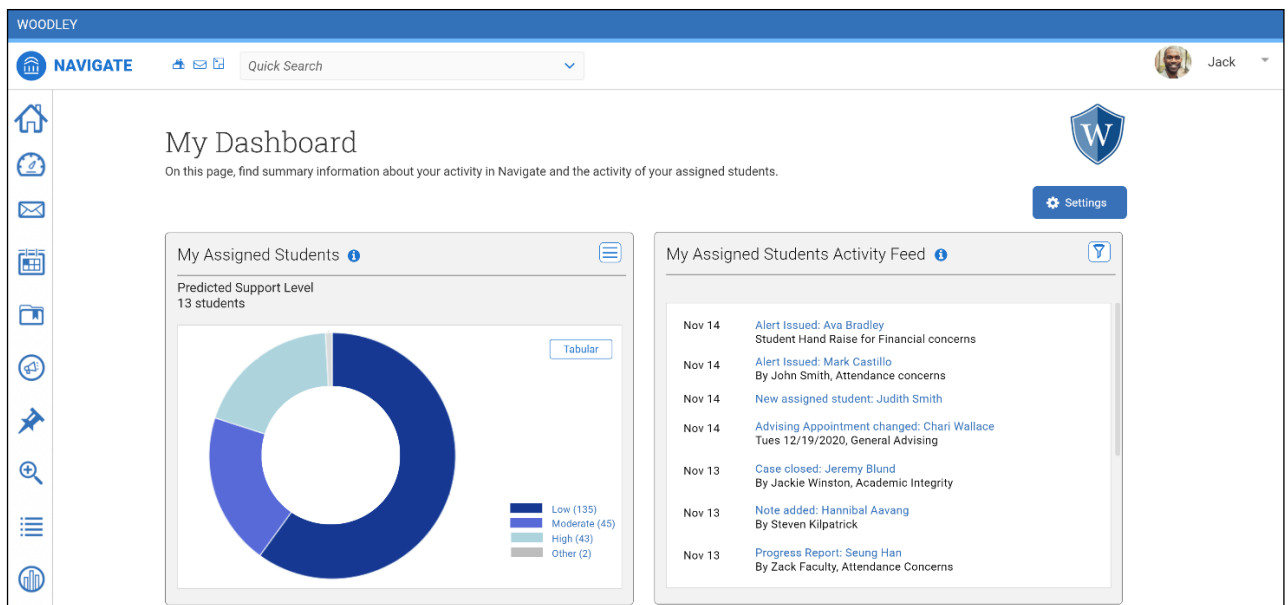 WOODLEY
NAVIGATE
Quick Search
Jack
My Dashboard
On this page, find summary information about your activity in Navigate and the activity of your assigned students.
W
Settings
My Assigned Students
Predicted Support Level
13 students
Tabular
Low (135)
Moderate (45)
High (43)
Other (2)
My Assigned Students Activity Feed
Nov 14 Alert Issued: Ava Bradley
Student Hand Raise for Financial concerns
Nov 14 Alert Issued: Mark Castillo
By John Smith, Attendance concerns
Nov 14 New assigned student: Judith Smith
Nov 14 Advising Appointment changed: Chari Wallace
Tues 12/19/2020, General Advising
Nov 13 Case closed: Jeremy Blund
By Jackie Winston, Academic Integrity
Nov 13 Note added: Hannibal Aavang
By Steven Kilpatrick
Nov 13 Progress Report: Seung Han
By Zack Faculty, Attendance Concerns